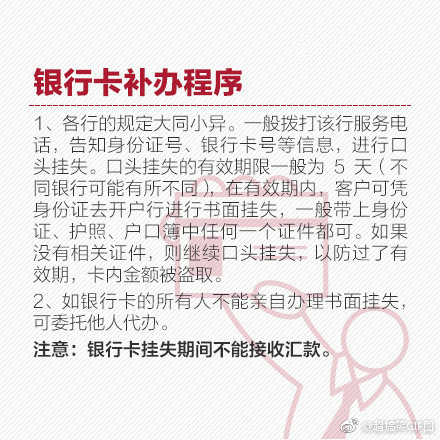 银行卡补办程序
1、各行的规定大同小异。一般拨打该行服务电
话，告知身份证号、银行卡号等信息，进行口
头挂失。口头挂失的有效期限一般为 5 天（不
同银行可能有所不同），在有效期内，客户可凭
身份证去开户行进行书面挂失，一般带上身份
证、护照、户口簿中任何一个证件都可。如果
没有相关证件，则继续口头挂失，以防过了有
效期，卡内金额被盗取。
2、如银行卡的所有人不能亲自办理书面挂失，
可委托他人代办。
注意：银行卡挂失期间不能接收汇款。